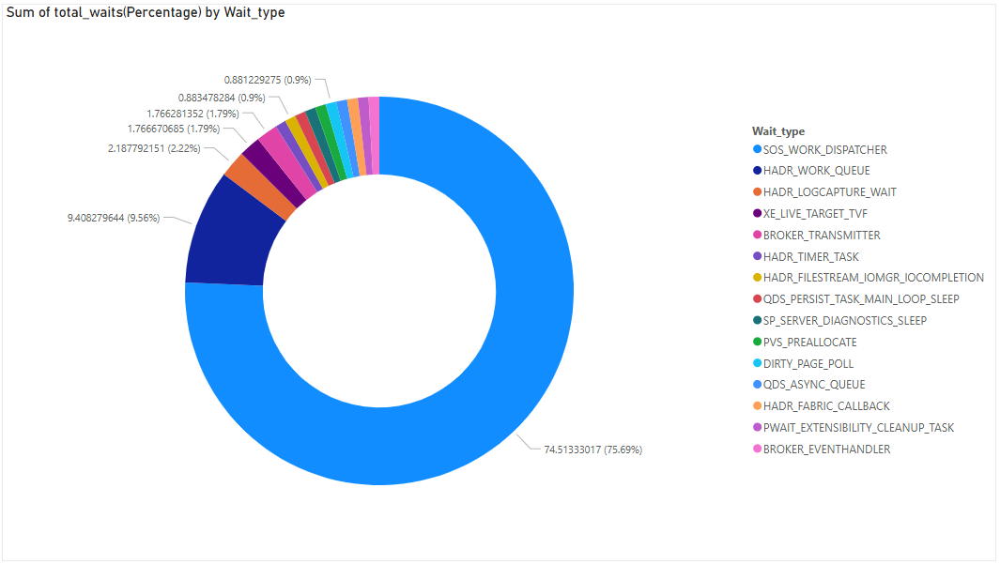 Sum of total_waits(Percentage) by Wait_type
0.881229275 (0.9%)
0.883478284 (0.9%)
1.766281352 (1.79%)
1.766670685 (1.79%)
2.187792151 (2.22%)
9.408279644 (9.56%)
74.51333017 (75.69%)
Wait_type
SOS_WORK_DISPATCHER
HADR_WORK_QUEUE
HADR_LOGCAPTURE_WAIT
XE_LIVE_TARGET_TVF
BROKER_TRANSMITTER
HADR_TIMER_TASK
HADR_FILESTREAM_IOMGR_IOCOMPLETION
QDS_PERSIST_TASK_MAIN_LOOP_SLEEP
SP_SERVER_DIAGNOSTICS_SLEEP
PVS_PREALLOCATE
DIRTY_PAGE_POLL
QDS_ASYNC_QUEUE
HADR_FABRIC_CALLBACK
PWAIT_EXTENSIBILITY_CLEANUP_TASK
BROKER_EVENTHANDLER